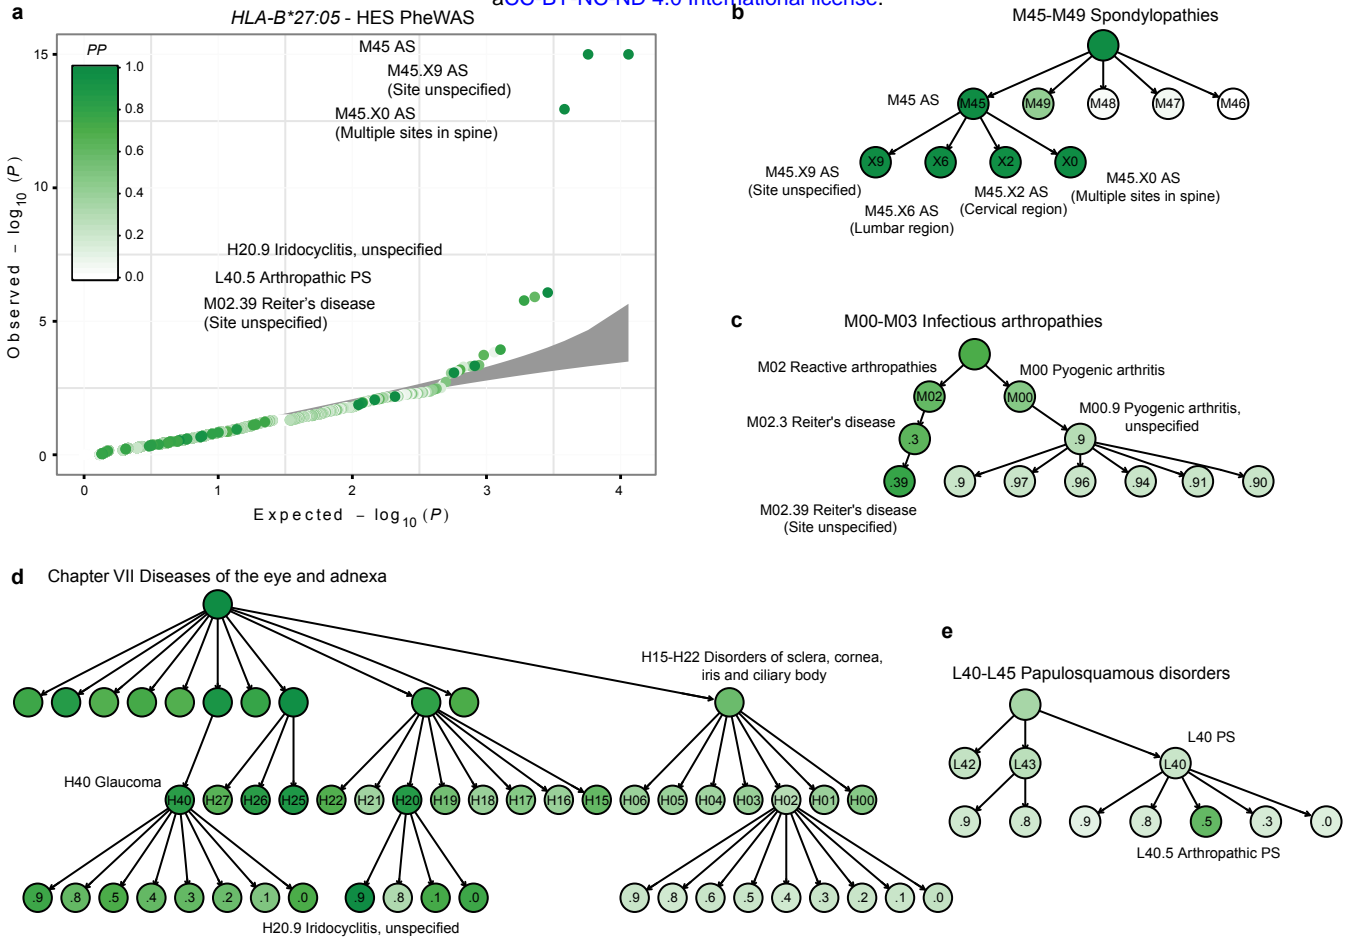 aCC-BY-NC-ND 4.0 International license.
a
HLA-B*27:05 - HES PheWAS
PP
1.0
0.8
0.6
0.4
0.2
0.0
M45 AS
M45.X9 AS
(Site unspecified)
M45.X0 AS
(Multiple sites in spine)
H20.9 Iridocyclitis, unspecified
L40.5 Arthropathic PS
M02.39 Reiter's disease
(Site unspecified)
15
10
5
0
Observed − log10 (P)
0 1 2 3 4
Expected − log10 (P)
b
M45-M49 Spondylopathies
M45 AS
M45 M49 M48 M47 M46
X9 X6 X2 X0
M45.X9 AS
(Site unspecified)
M45.X6 AS
(Lumbar region)
M45.X2 AS
(Cervical region)
M45.X0 AS
(Multiple sites in spine)
c
M00-M03 Infectious arthropathies
M02 Reactive arthropathies
M00 Pyogenic arthritis
M02 M00
M02.3 Reiter's disease
M00.9 Pyogenic arthritis,
unspecified
.3 .9
.39 .9 .97 .96 .94 .91 .90
M02.39 Reiter's disease
(Site unspecified)
d
Chapter VII Diseases of the eye and adnexa
H15-H22 Disorders of sclera, cornea,
iris and ciliary body
H40 Glaucoma
H40 H27 H26 H25 H22 H21 H20 H19 H18 H17 H16 H15 H06 H05 H04 H03 H02 H01 H00
.9 .8 .5 .4 .3 .2 .1 .0 .9 .8 .1 .0 .9 .8 .6 .5 .4 .3 .2 .1 .0
H20.9 Iridocyclitis, unspecified
e
L40-L45 Papulosquamous disorders
L40 PS
L42 L43 L40
.9 .8 .9 .8 .5 .3 .0
L40.5 Arthropathic PS